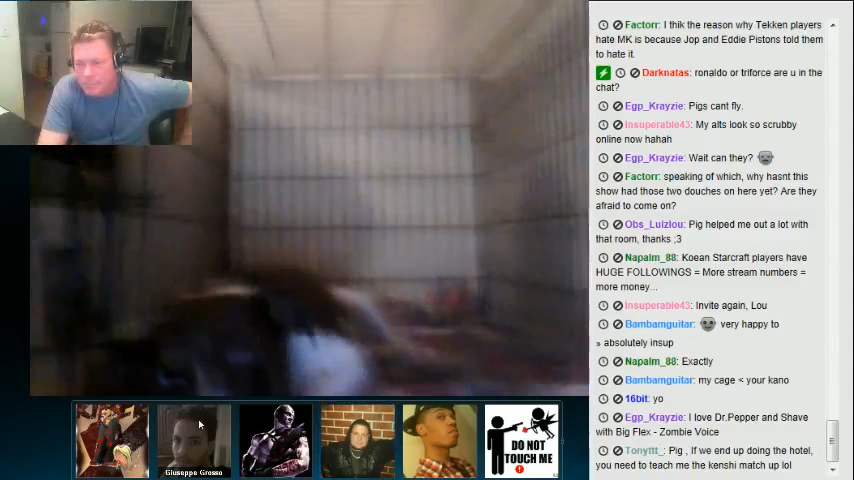 Factorr: I thik the reason why Tekken players
hate MK is because Jop and Eddie Pistons told them
to hate it.
Darknatas: ronaldo or triforce are u in the
chat?
Egp_Krayzie: Pigs cant fly.
Insuperable43: My alts look so scrubby
online now hahah
Egp_Krayzie: Wait can they?
Factorr: speaking of which, why hasnt this
show had those two douches on here yet? Are they
afraid to come on?
Obs_Luizlou: Pig helped me out a lot with
that room, thanks ;3
Napalm_88: Koean Starcraft players have
HUGE FOLLOWINGS = More stream numbers =
more money...
Insuperable43: Invite again, Lou
Bambamguitar: very happy to
» absolutely insup
Napalm_88: Exactly
Bambamguitar: my cage < your kano
16bit: yo
Egp_Krayzie: I love Dr.Pepper and Shave
with Big Flex - Zombie Voice
Tonyttt_: Pig , If we end up doing the hotel,
you need to teach me the kenshi match up lol
Giuseppe Grosso
DO NOT
TOUCH ME
!